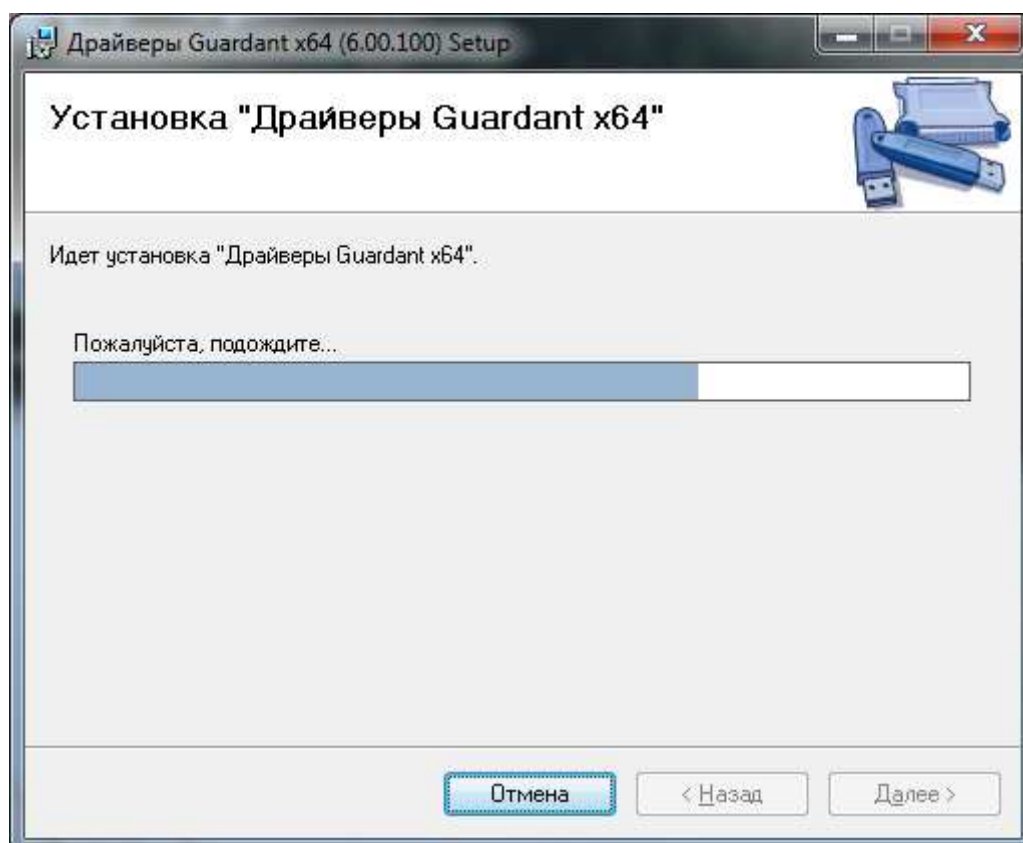 Драйверы Guardant x64 (6.00.100) Setup
Установка "Драйверы Guardant x64"
Идет установка "Драйверы Guardant x64".
Пожалуйста, подождите...
Отмена
< Назад
Далее >